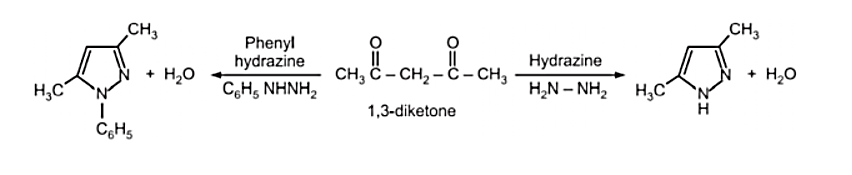 CH₃
H₃C
N
N
C₆H₅
+ H₂O
Phenyl
hydrazine
C₆H₅ NHNH₂
O O
CH₃ C – CH₂ – C – CH₃
1,3-diketone
Hydrazine
H₂N – NH₂
CH₃
H₃C
N
N
H
+ H₂O